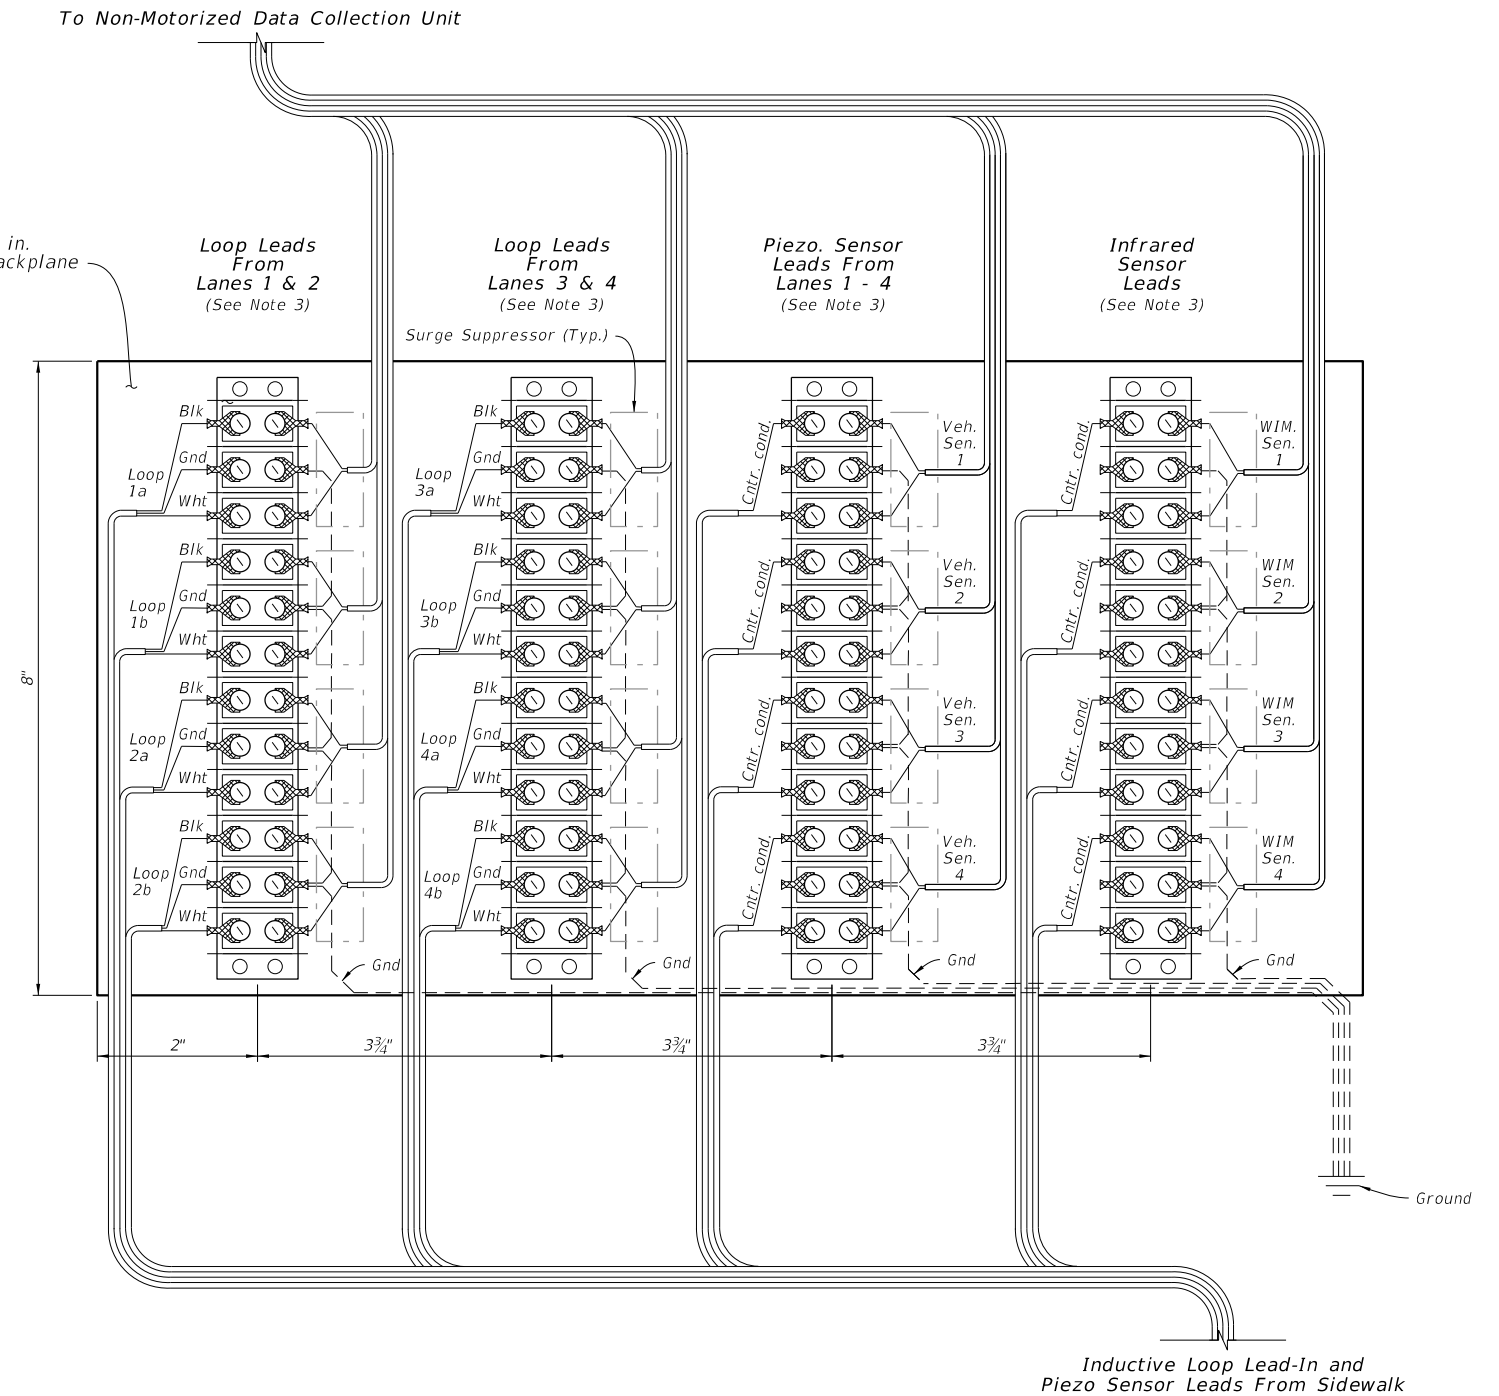 To Non-Motorized Data Collection Unit
in.
ackplane
Loop Leads
From
Lanes 1 & 2
(See Note 3)
Loop Leads
From
Lanes 3 & 4
(See Note 3)
Piezo. Sensor
Leads From
Lanes 1 - 4
(See Note 3)
Infrared
Sensor
Leads
(See Note 3)
Surge Suppressor (Typ.)
8"
Blk
Gnd
Loop
1a
Wht
Blk
Gnd
Loop
1b
Wht
Blk
Gnd
Loop
2a
Wht
Blk
Gnd
Loop
2b
Wht
Gnd
Blk
Gnd
Loop
3a
Wht
Blk
Gnd
Loop
3b
Wht
Blk
Gnd
Loop
4a
Wht
Blk
Gnd
Loop
4b
Wht
Gnd
Cntr. cond.
Cntr. cond.
Cntr. cond.
Cntr. cond.
Veh.
Sen.
1
Veh.
Sen.
2
Veh.
Sen.
3
Veh.
Sen.
4
Gnd
Cntr. cond.
Cntr. cond.
Cntr. cond.
Cntr. cond.
WIM.
Sen.
1
WIM
Sen.
2
WIM
Sen.
3
WIM
Sen.
4
Gnd
2"
3¾"
3¾"
3¾"
Ground
Inductive Loop Lead-In and
Piezo Sensor Leads From Sidewalk